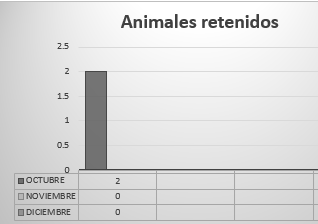 Animales retenidos
2.5
2
1.5
1
0.5
0
OCTUBRE 2
NOVIEMBRE 0
DICIEMBRE 0